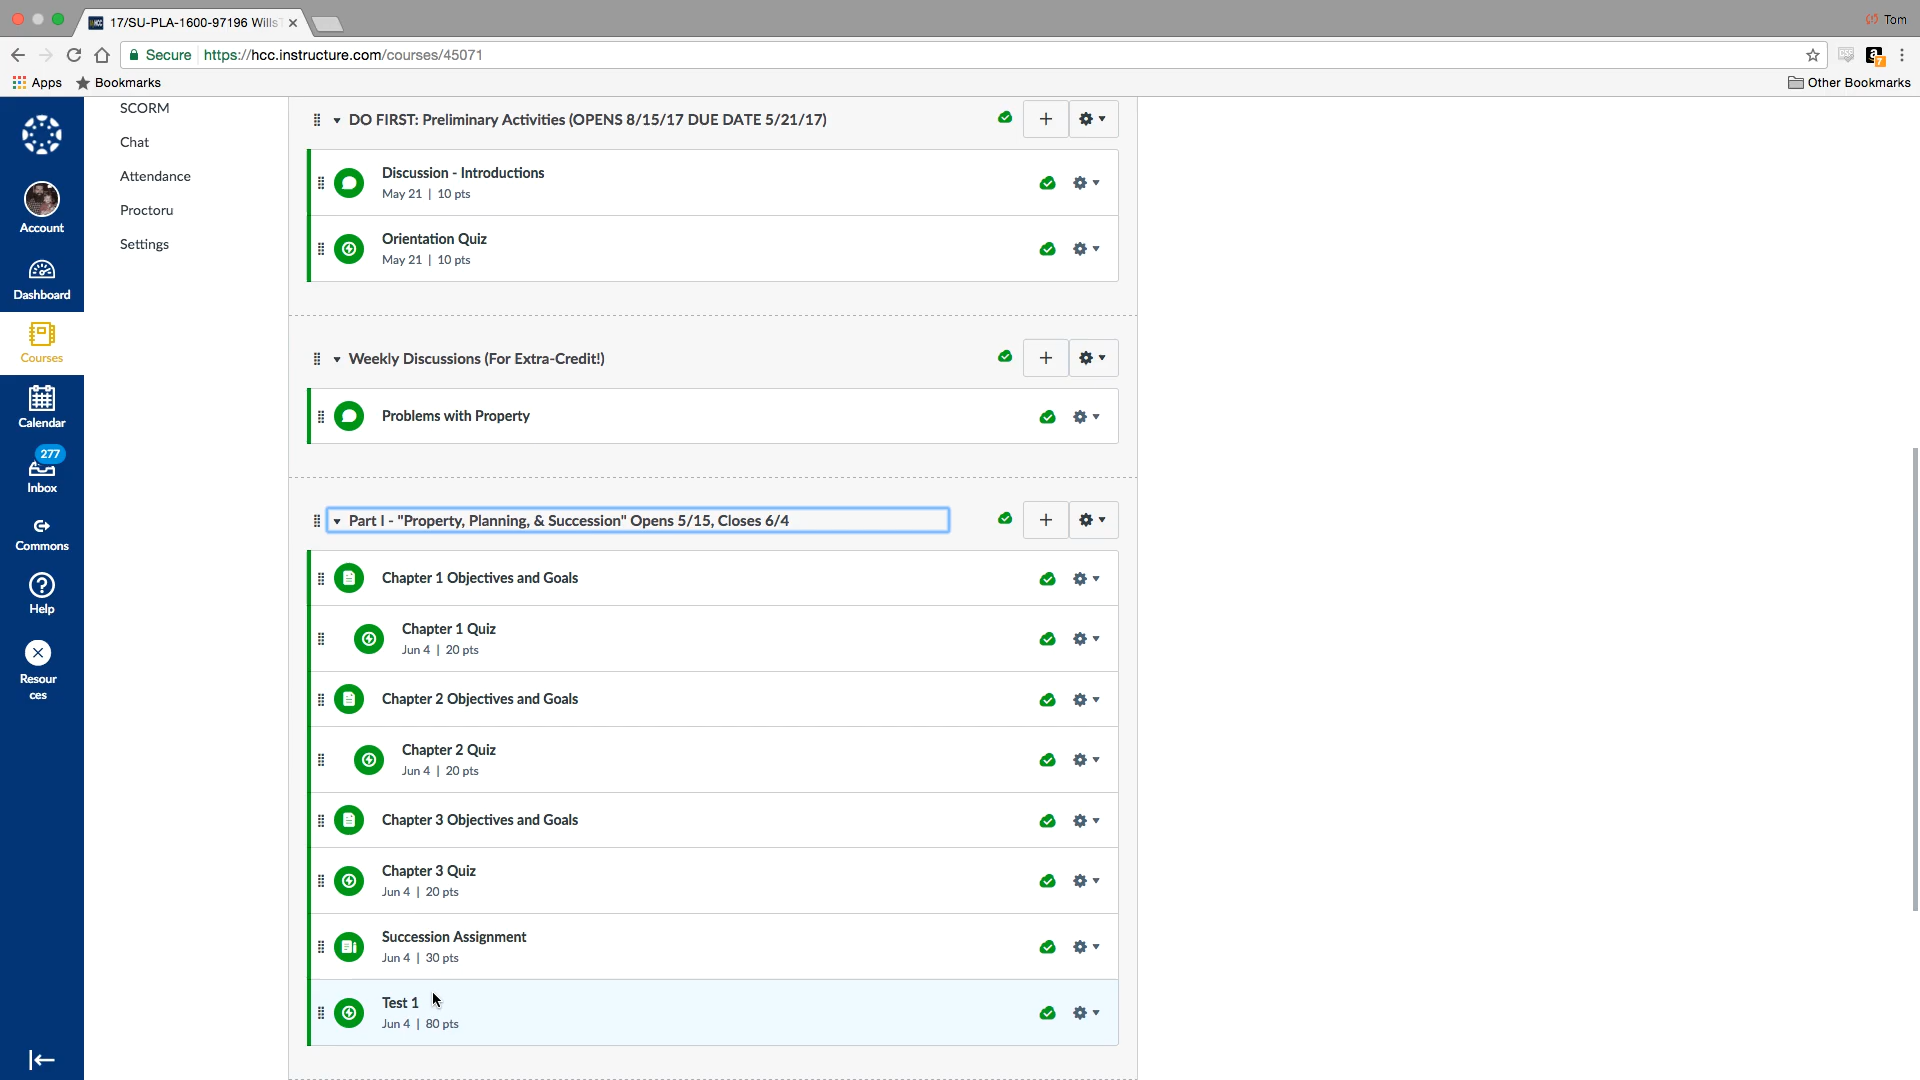 17/SU-PLA-1600-97196 Wills
Tom
Secure
https://hcc.instructure.com/courses/45071
7
Apps
Bookmarks
Other Bookmarks
Account
Dashboard
Courses
Calendar
277
Inbox
Commons
Help
Resour
ces
SCORM
Chat
Attendance
Proctoru
Settings
DO FIRST: Preliminary Activities (OPENS 8/15/17 DUE DATE 5/21/17)
Discussion - Introductions
May 21 | 10 pts
Orientation Quiz
May 21 | 10 pts
Weekly Discussions (For Extra-Credit!)
Problems with Property
Part I - "Property, Planning, & Succession" Opens 5/15, Closes 6/4
Chapter 1 Objectives and Goals
Chapter 1 Quiz
Jun 4 | 20 pts
Chapter 2 Objectives and Goals
Chapter 2 Quiz
Jun 4 | 20 pts
Chapter 3 Objectives and Goals
Chapter 3 Quiz
Jun 4 | 20 pts
Succession Assignment
Jun 4 | 30 pts
Test 1
Jun 4 | 80 pts